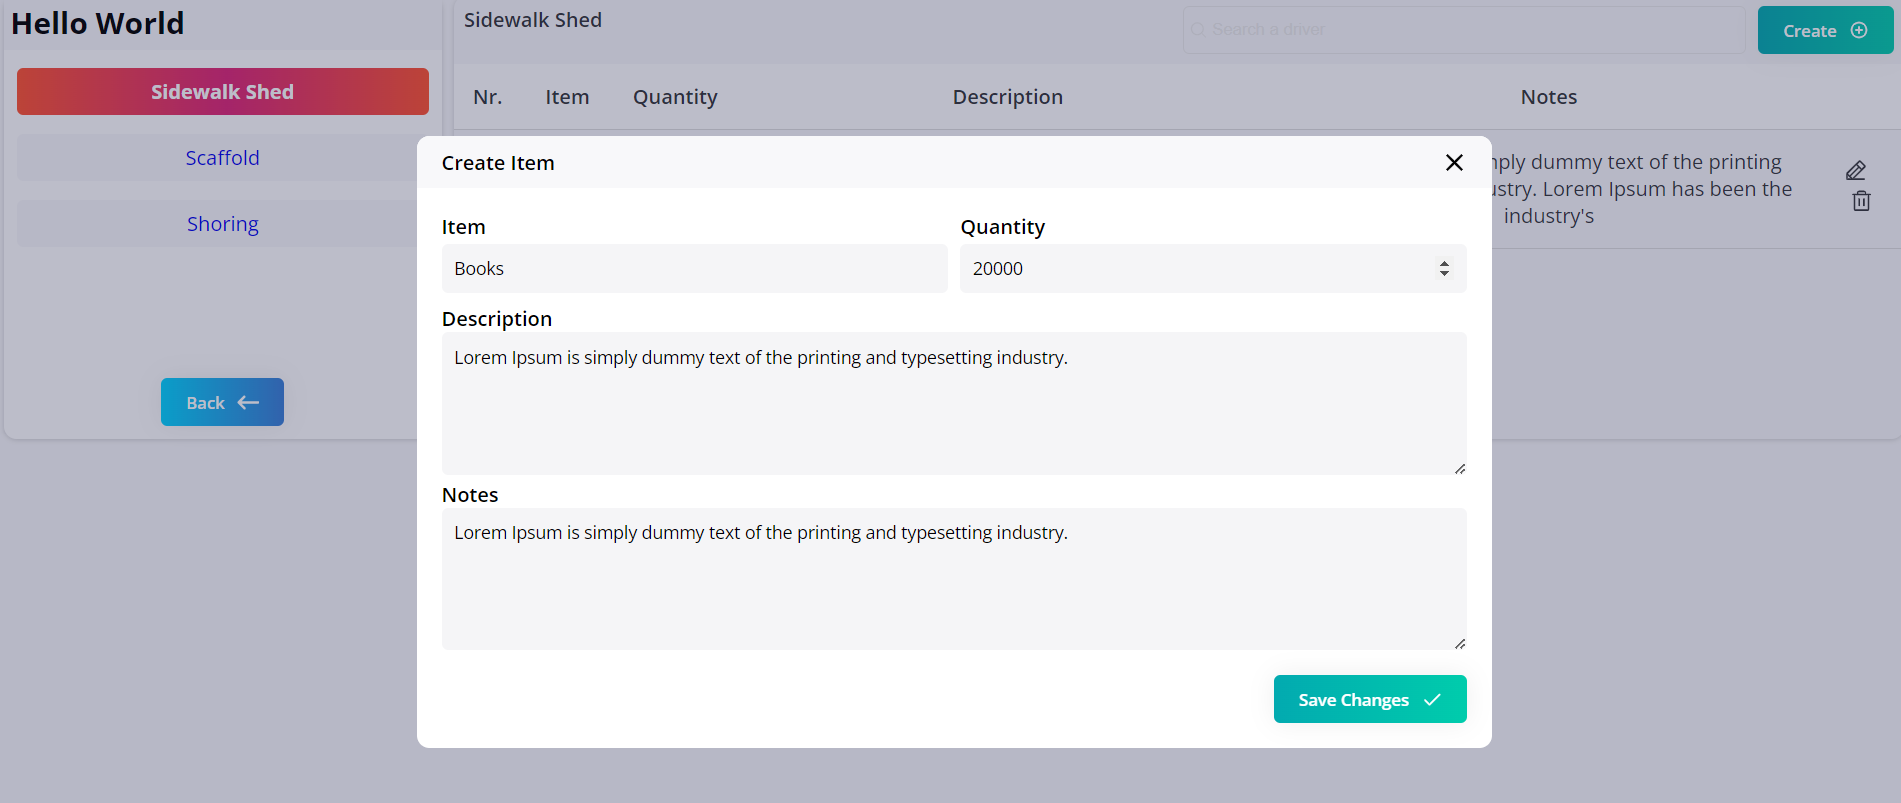 Hello World
Sidewalk Shed
Scaffold
Shoring
Back
Sidewalk Shed
Search a driver
Create
Nr. Item Quantity Description Notes
dummy text of the printing
Lorem Ipsum has been the
industry's
Create Item
Item Quantity
Books 20000
Description
Lorem Ipsum is simply dummy text of the printing and typesetting industry.
Notes
Lorem Ipsum is simply dummy text of the printing and typesetting industry.
Save Changes